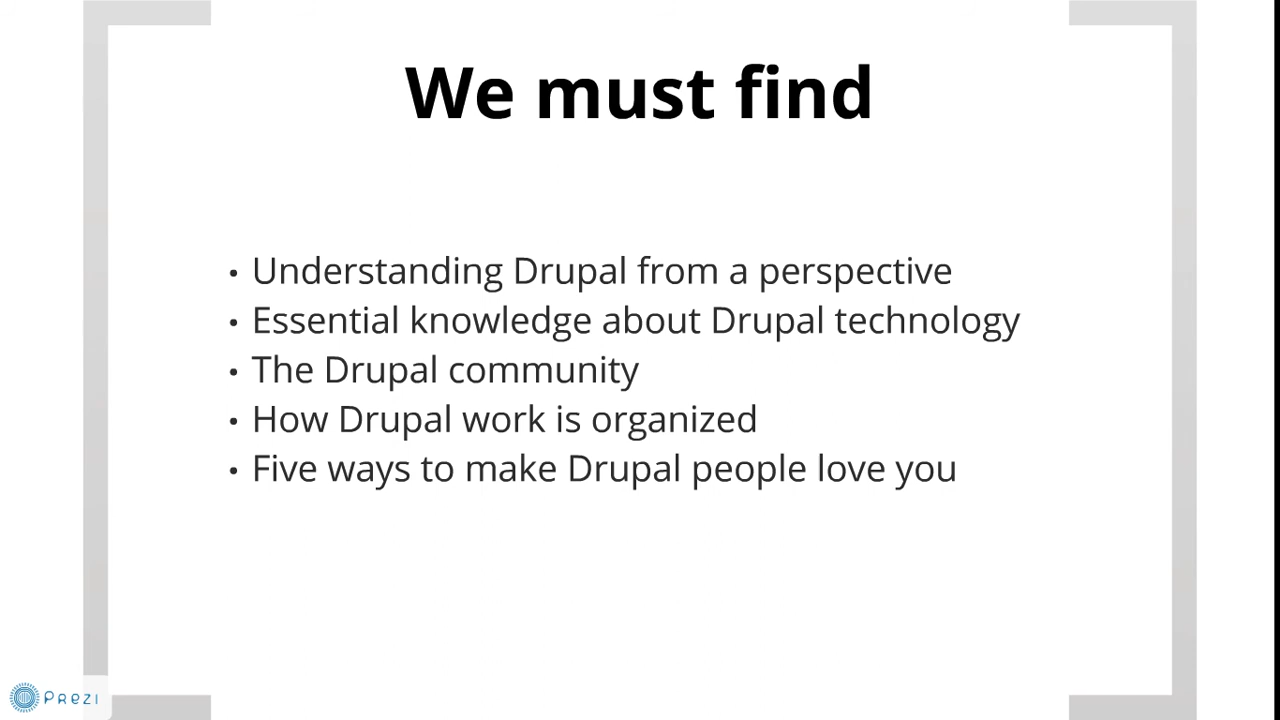 We must find
• Understanding Drupal from a perspective
• Essential knowledge about Drupal technology
• The Drupal community
• How Drupal work is organized
• Five ways to make Drupal people love you
Prezi